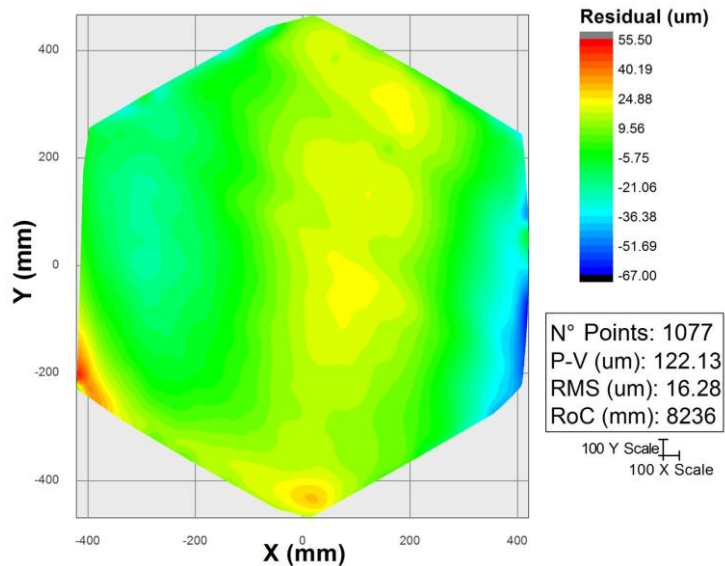 Residual (um)
55.50
40.19
24.88
9.56
-5.75
-21.06
-36.38
-51.69
-67.00
400
200
0
-200
-400
Y (mm)
-400
-200
0
200
400
X (mm)
N° Points: 1077
P-V (um): 122.13
RMS (um): 16.28
RoC (mm): 8236
100 Y Scale
100 X Scale